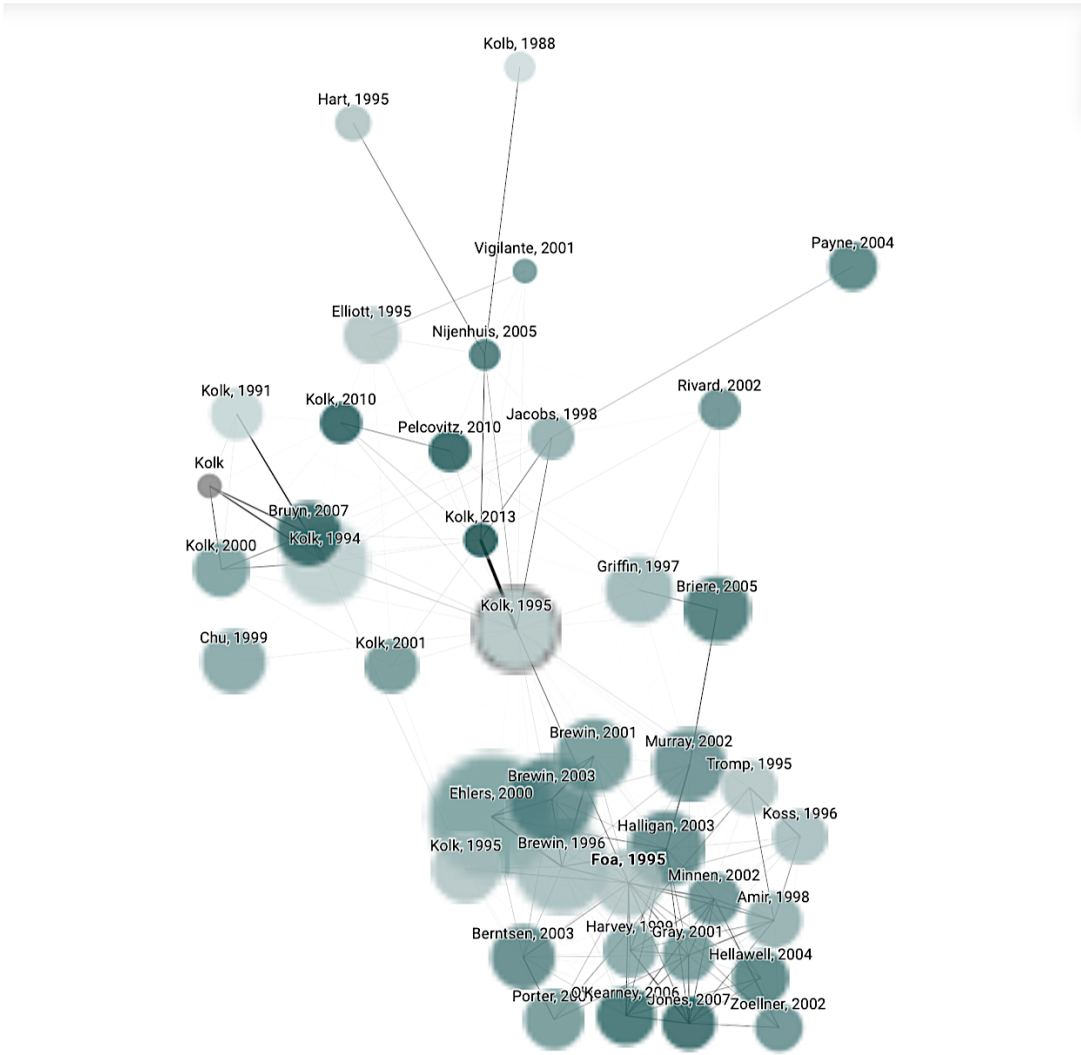 Kolb, 1988
Hart, 1995
Vigilante, 2001
Payne, 2004
Elliott, 1995
Nijenhuis, 2005
Kolk, 1991
Kolk, 2010
Rivard, 2002
Jacobs, 1998
Pelcovitz, 2010
Kolk
Bruyn, 2007
Kolk, 2013
Kolk, 1994
Kolk, 2000
Griffin, 1997
Briere, 2005
Kolk, 1995
Chu, 1999
Kolk, 2001
Brewin, 2001
Murray, 2002
Tromp, 1995
Brewin, 2003
Ehlers, 2000
Koss, 1996
Halligan, 2003
Kolk, 1995
Brewin, 1996
Foa, 1995
Minnen, 2002
Amir, 1998
Harvey, 1999
Gray, 2001
Berntsen, 2003
Hellawell, 2004
Porter,
O'Kearney, 2006
Jones, 2007
Zoellner, 2002